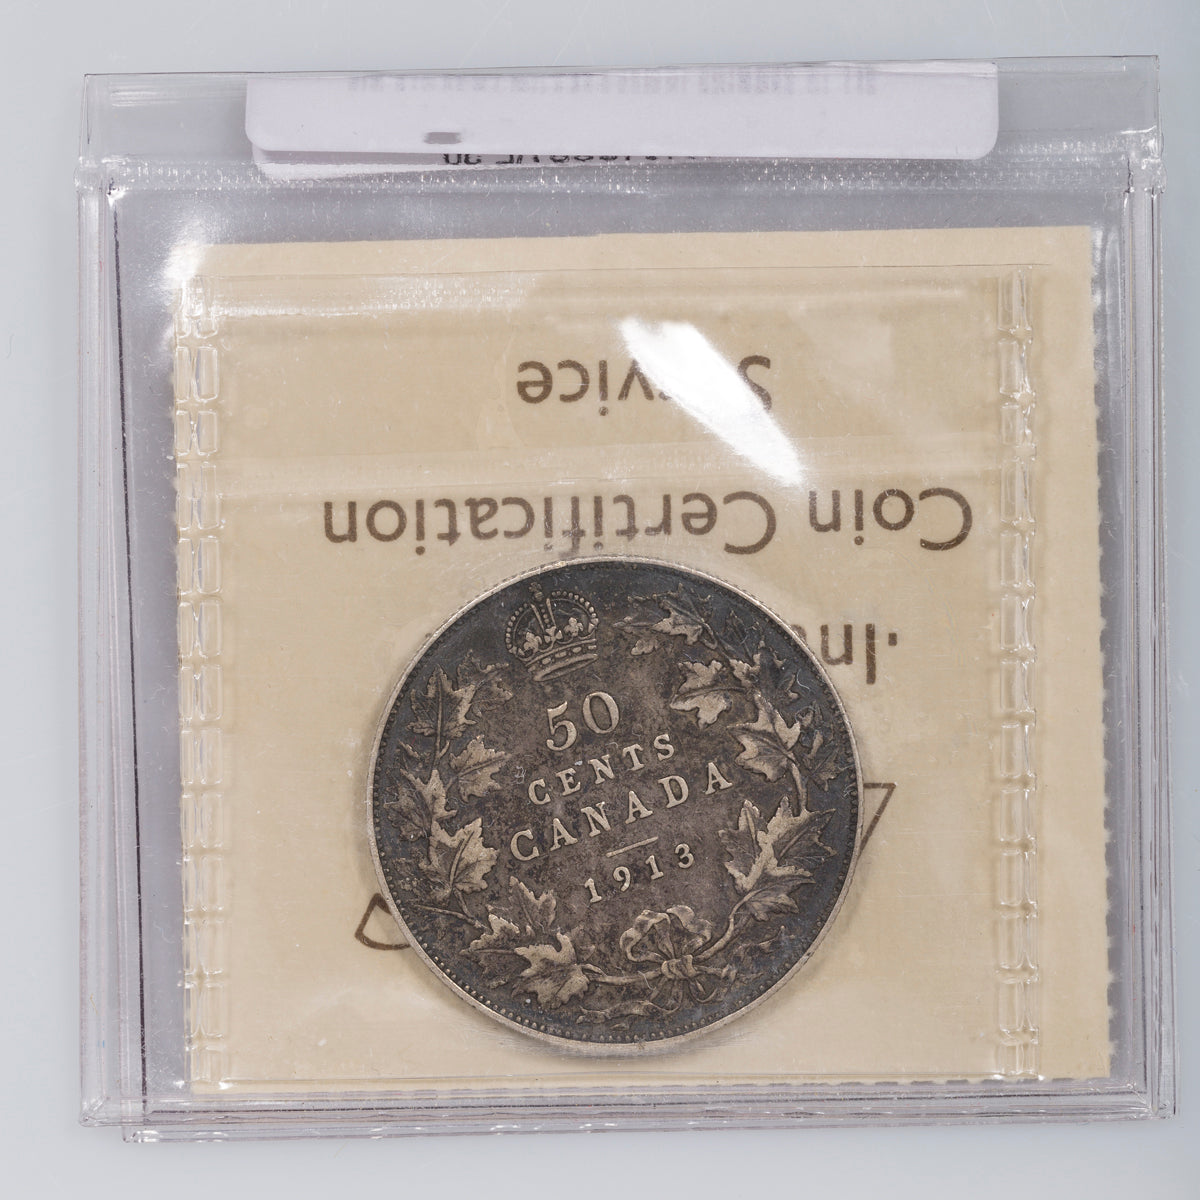 Service
Coin Certification
50
CENTS
CANADA
1913